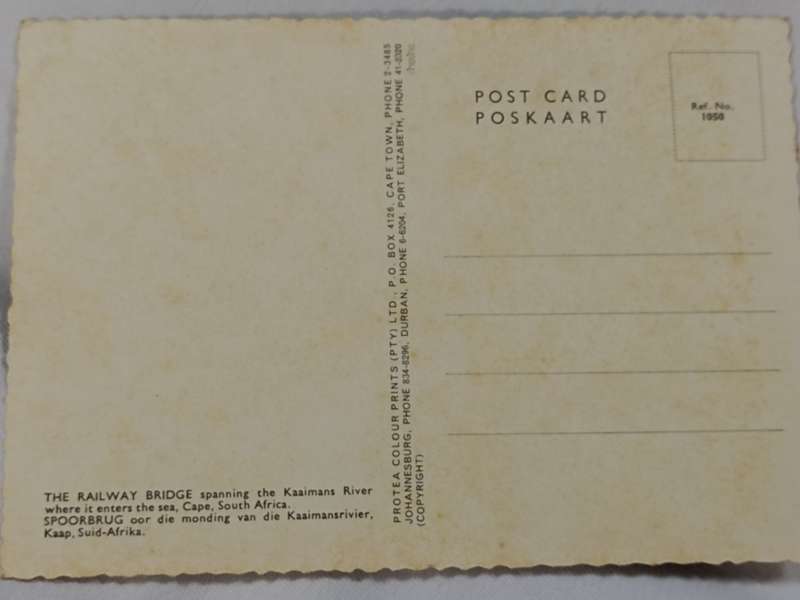 POST CARD
POSKAART
Ref. No.
1050
PROTEA COLOUR PRINTS (PTY) LTD., P.O. BOX 4126, CAPE TOWN, PHONE 2-3485
JOHANNESBURG, PHONE 834-8296, DURBAN, PHONE 6-6204, PORT ELIZABETH, PHONE 41-2320
(COPYRIGHT)
THE RAILWAY BRIDGE spanning the Kaaimans River
where it enters the sea, Cape, South Africa.
SPOORBRUG oor die monding van die Kaaimansrivier,
Kaap, Suid-Afrika.